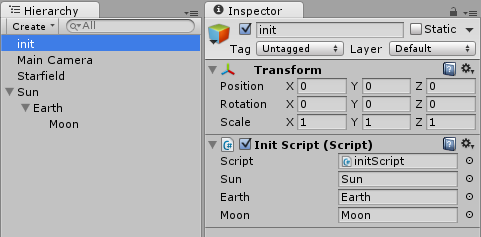 Hierarchy
Create All
init
Main Camera
Starfield
Sun
Earth
Moon
Inspector
init Static
Tag Untagged Layer Default
Transform
Position X 0 Y 0 Z 0
Rotation X 0 Y 0 Z 0
Scale X 1 Y 1 Z 1
C# Init Script (Script)
Script initScript
Sun Sun
Earth Earth
Moon Moon